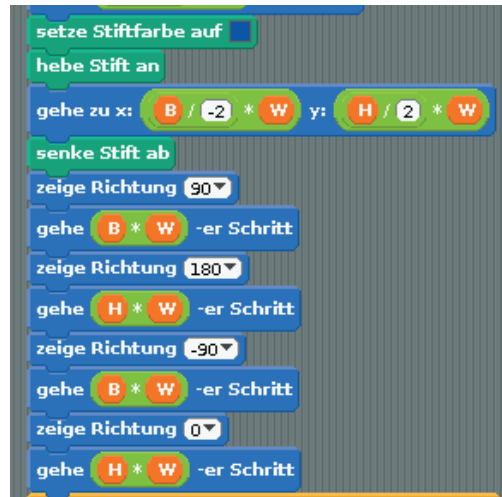 setze Stiftfarbe auf
hebe Stift an
gehe zu x: B / -2 * W y: H / 2 * W
senke Stift ab
zeige Richtung 90
gehe B * W -er Schritt
zeige Richtung 180
gehe H * W -er Schritt
zeige Richtung -90
gehe B * W -er Schritt
zeige Richtung 0
gehe H * W -er Schritt